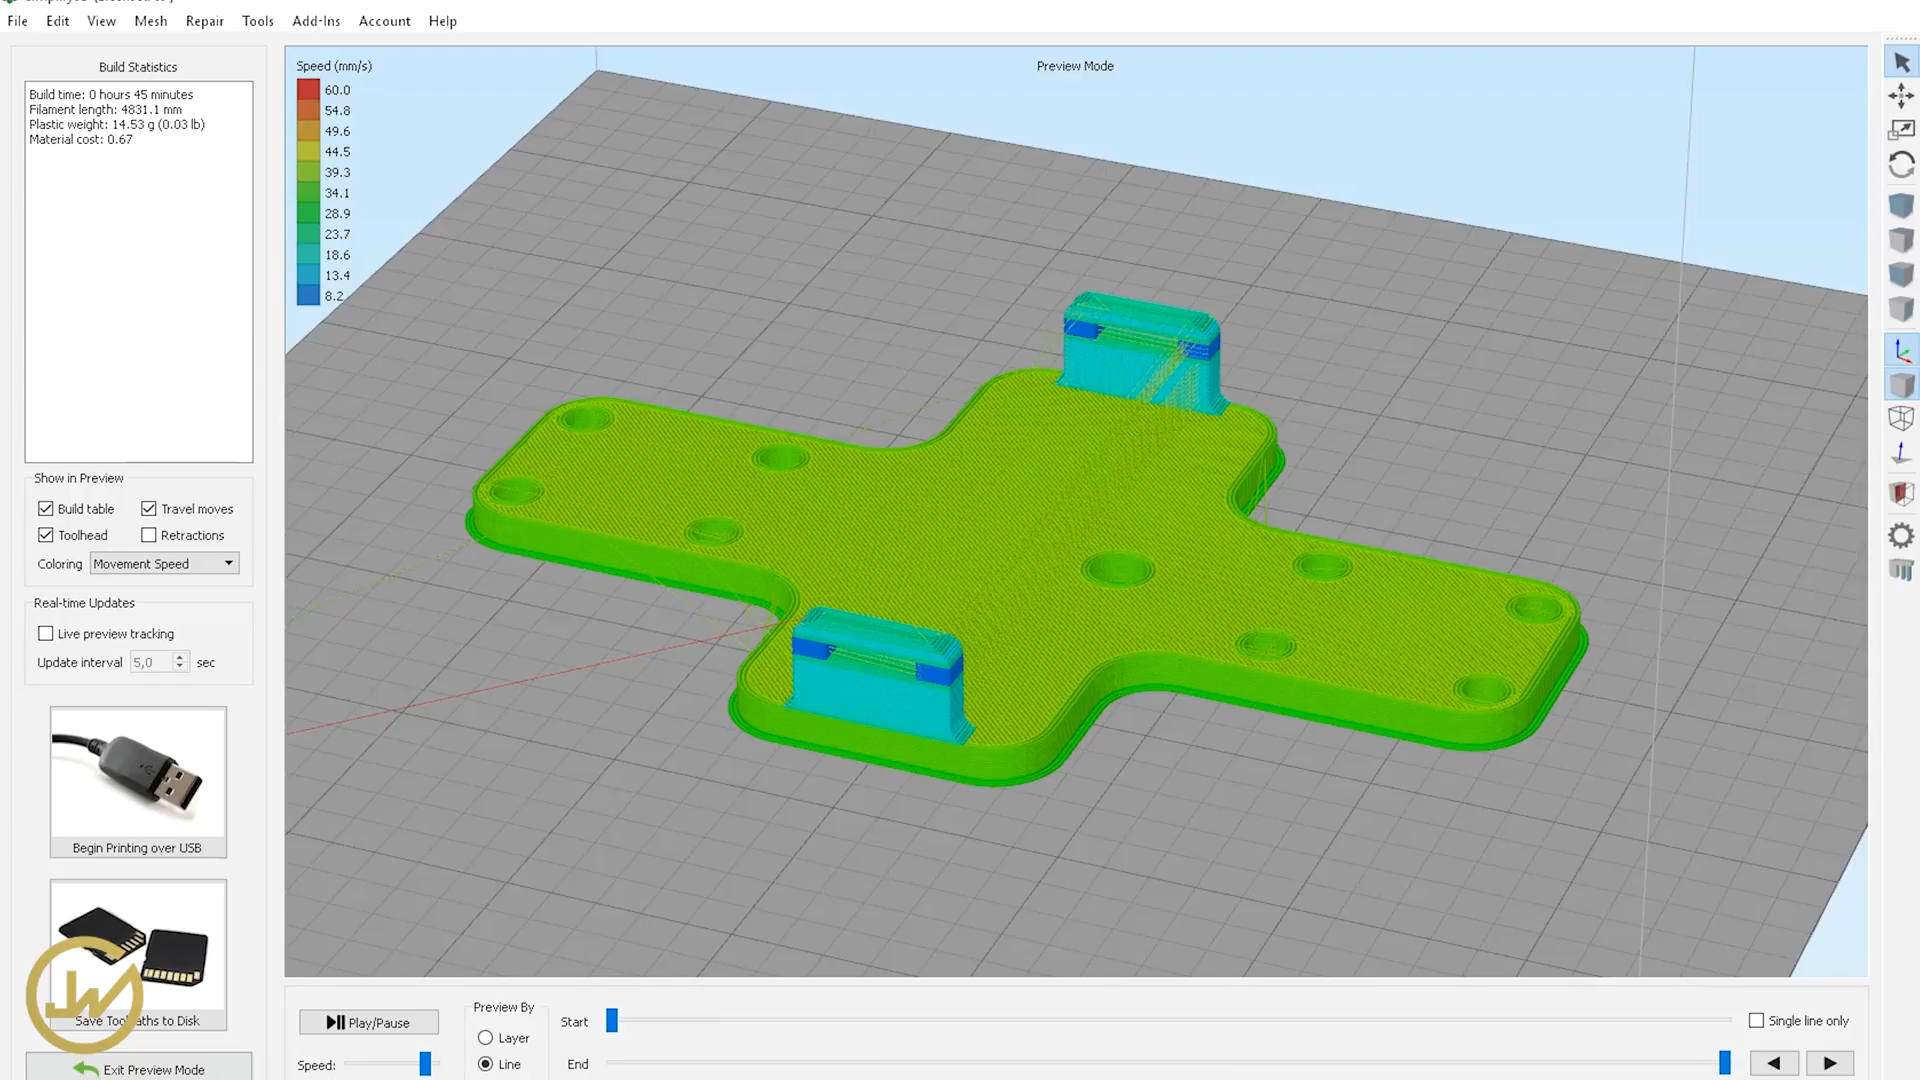 File Edit View Mesh Repair Tools Add-Ins Account Help
Build Statistics
Build time: 0 hours 45 minutes
Filament length: 4831.1 mm
Plastic weight: 14.53 g (0.03 lb)
Material cost: 0.67
Show in Preview
Build table
Travel moves
Toolhead
Retractions
Coloring Movement Speed
Real-time Updates
Live preview tracking
Update interval 5,0 sec
Begin Printing over USB
JW
Save Toolpaths to Disk
Exit Preview Mode
Speed (mm/s)
60.0
54.8
49.6
44.5
39.3
34.1
28.9
23.7
18.6
13.4
8.2
Preview Mode
Play/Pause
Speed:
Preview By
Layer
Line
Start
End
Single line only